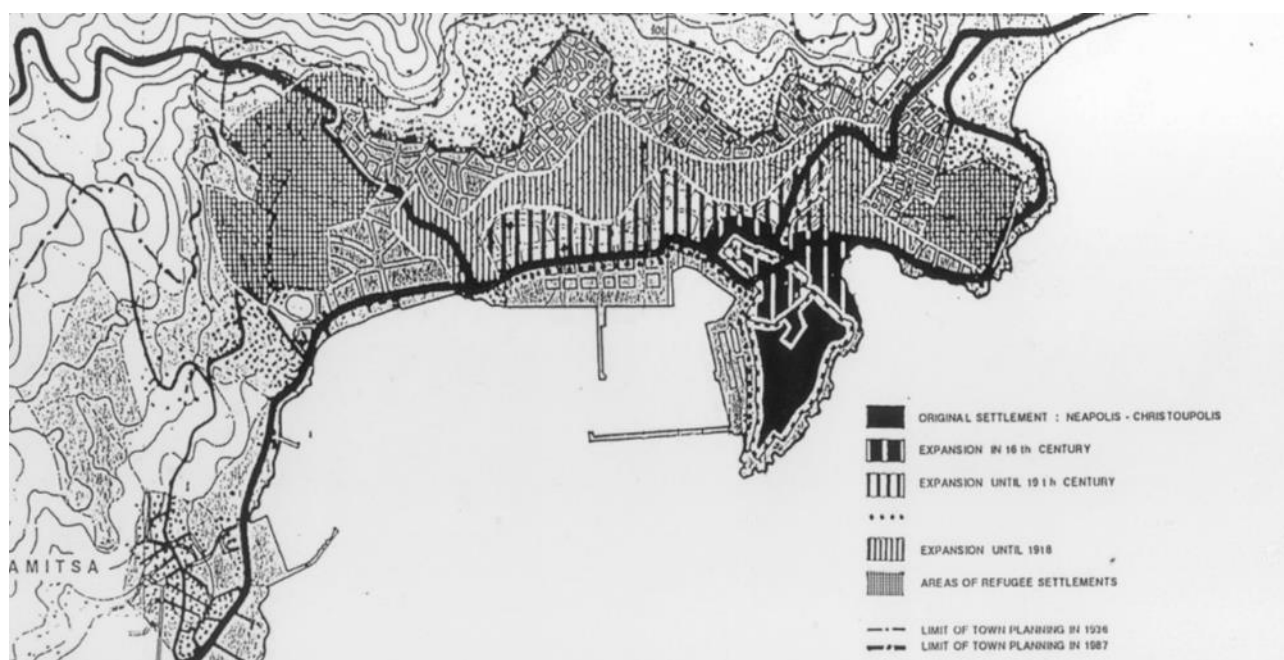 AMITSA
ORIGINAL SETTLEMENT : NEAPOLIS - CHRISTOUPOLIS
EXPANSION IN 16 th CENTURY
EXPANSION UNTIL 19 t h CENTURY
EXPANSION UNTIL 1918
AREAS OF REFUGEE SETTLEMENTS
LIMIT OF TOWN PLANNING IN 1936
LIMIT OF TOWN PLANNING IN 1987